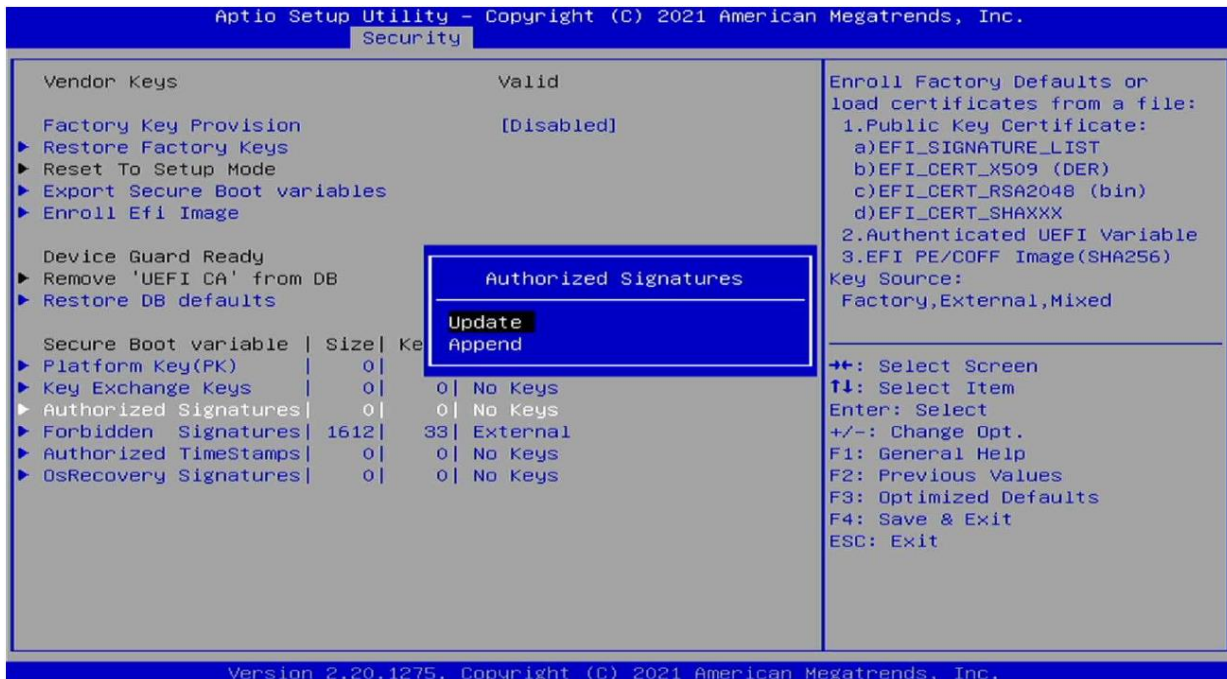 Aptio Setup Utility – Copyright (C) 2021 American Megatrends, Inc.
Security
Vendor Keys Valid
Factory Key Provision [Disabled]
Restore Factory Keys
Reset To Setup Mode
Export Secure Boot variables
Enroll Efi Image
Device Guard Ready
Remove 'UEFI CA' from DB
Restore DB defaults
Secure Boot variable | Size| Ke
Platform Key(PK) | 0|
Key Exchange Keys | 0| 0| No Keys
Authorized Signatures| 0| 0| No Keys
Forbidden Signatures| 1612| 33| External
Authorized TimeStamps| 0| 0| No Keys
OsRecovery Signatures| 0| 0| No Keys
Authorized Signatures
Update
Append
Enroll Factory Defaults or
load certificates from a file:
1.Public Key Certificate:
a)EFI_SIGNATURE_LIST
b)EFI_CERT_X509 (DER)
c)EFI_CERT_RSA2048 (bin)
d)EFI_CERT_SHAXXX
2.Authenticated UEFI Variable
3.EFI PE/COFF Image(SHA256)
Key Source:
Factory,External,Mixed
→←: Select Screen
↑↓: Select Item
Enter: Select
+/-: Change Opt.
F1: General Help
F2: Previous Values
F3: Optimized Defaults
F4: Save & Exit
ESC: Exit
Version 2.20.1275. Copyright (C) 2021 American Megatrends, Inc.